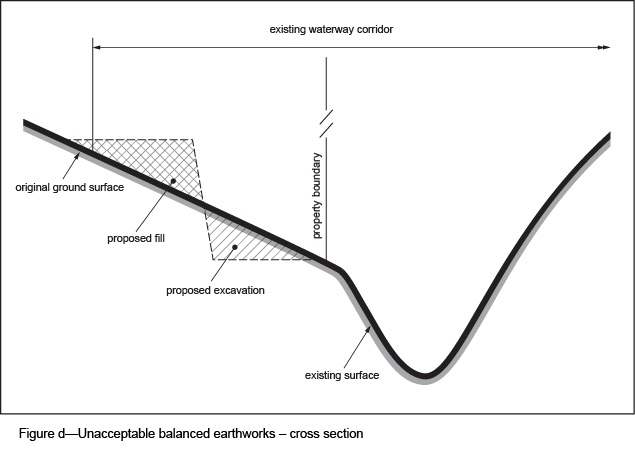 existing waterway corridor
property boundary
original ground surface
proposed fill
proposed excavation
existing surface
Figure d—Unacceptable balanced earthworks – cross section